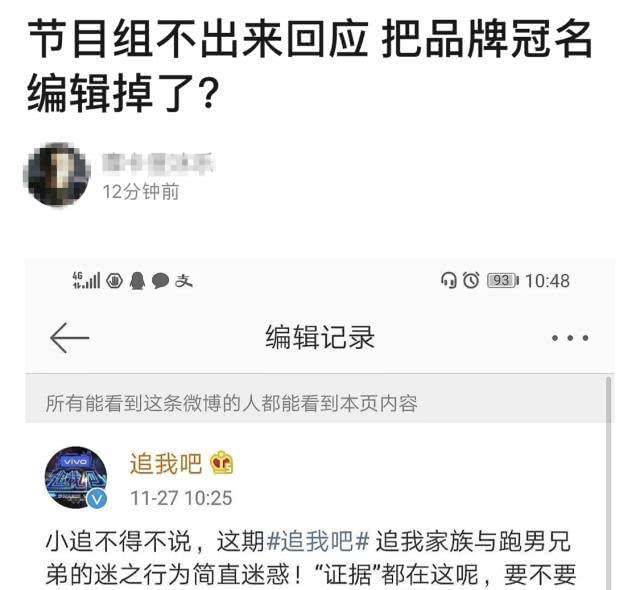 节目组不出来回应 把品牌冠名
编辑掉了?
12分钟前
4G 支 93 10:48
编辑记录
所有能看到这条微博的人都能看到本页内容
vivo
追我吧
V
11-27 10:25
小追不得不说，这期#追我吧# 追我家族与跑男兄
弟的迷之行为简直迷惑！“证据”都在这呢，要不要